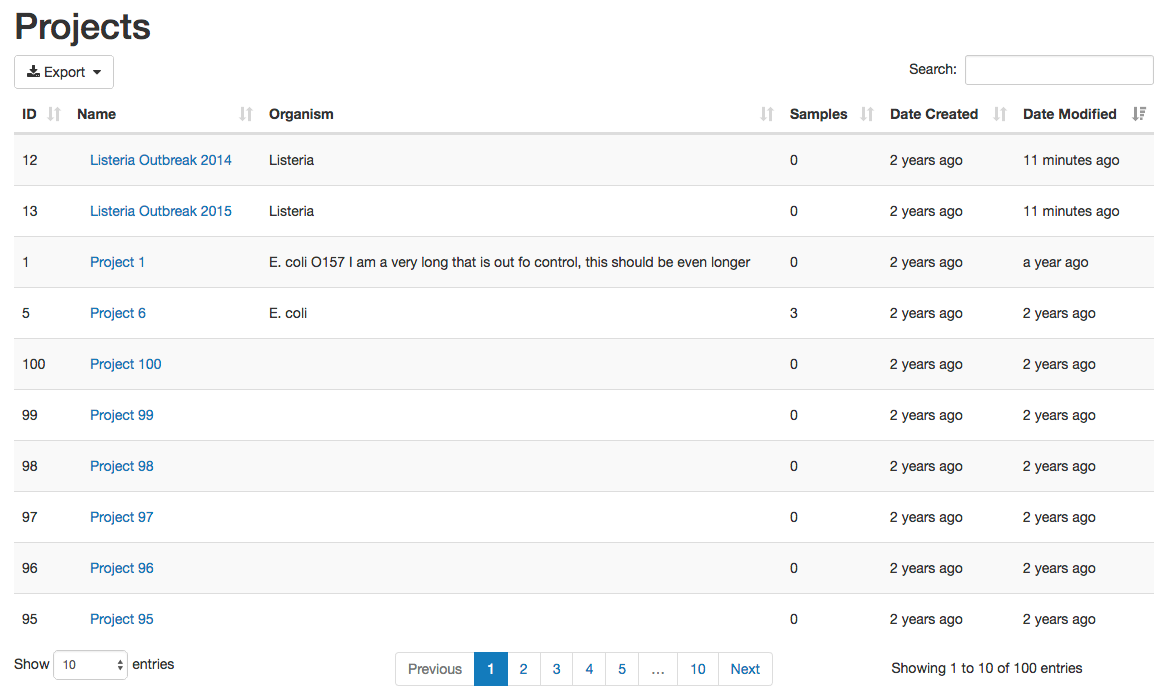 Projects
Export
Search:
ID Name Organism Samples Date Created Date Modified
12 Listeria Outbreak 2014 Listeria 0 2 years ago 11 minutes ago
13 Listeria Outbreak 2015 Listeria 0 2 years ago 11 minutes ago
1 Project 1 E. coli O157 I am a very long that is out fo control, this should be even longer 0 2 years ago a year ago
5 Project 6 E. coli 3 2 years ago 2 years ago
100 Project 100 0 2 years ago 2 years ago
99 Project 99 0 2 years ago 2 years ago
98 Project 98 0 2 years ago 2 years ago
97 Project 97 0 2 years ago 2 years ago
96 Project 96 0 2 years ago 2 years ago
95 Project 95 0 2 years ago 2 years ago
Show 10 entries Previous 1 2 3 4 5 ... 10 Next Showing 1 to 10 of 100 entries